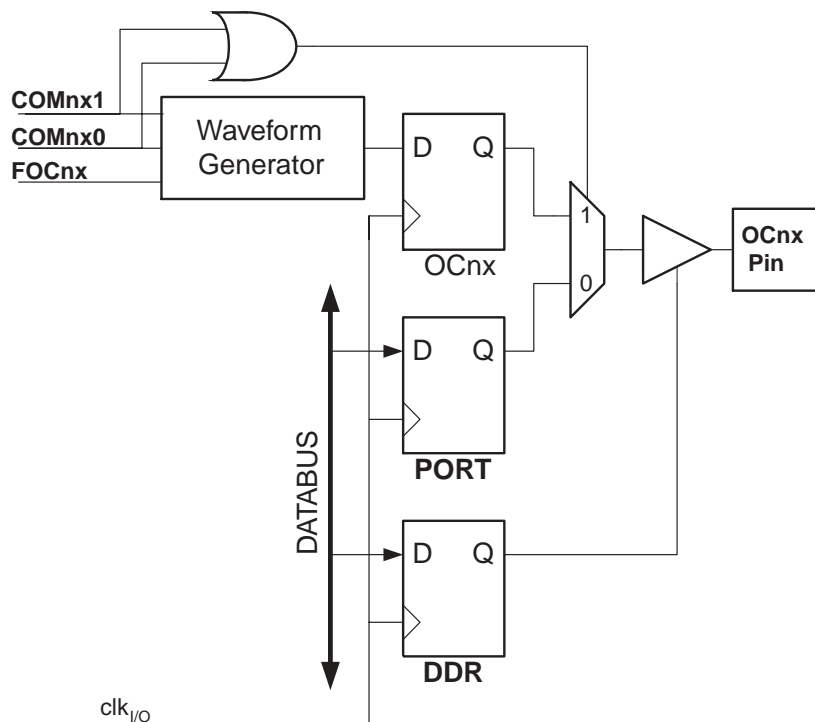 COMnx1
COMnx0
FOCnx
Waveform
Generator
D Q
OCnx
1
0
OCnx
Pin
D Q
PORT
DATABUS
D Q
DDR
clkI/O